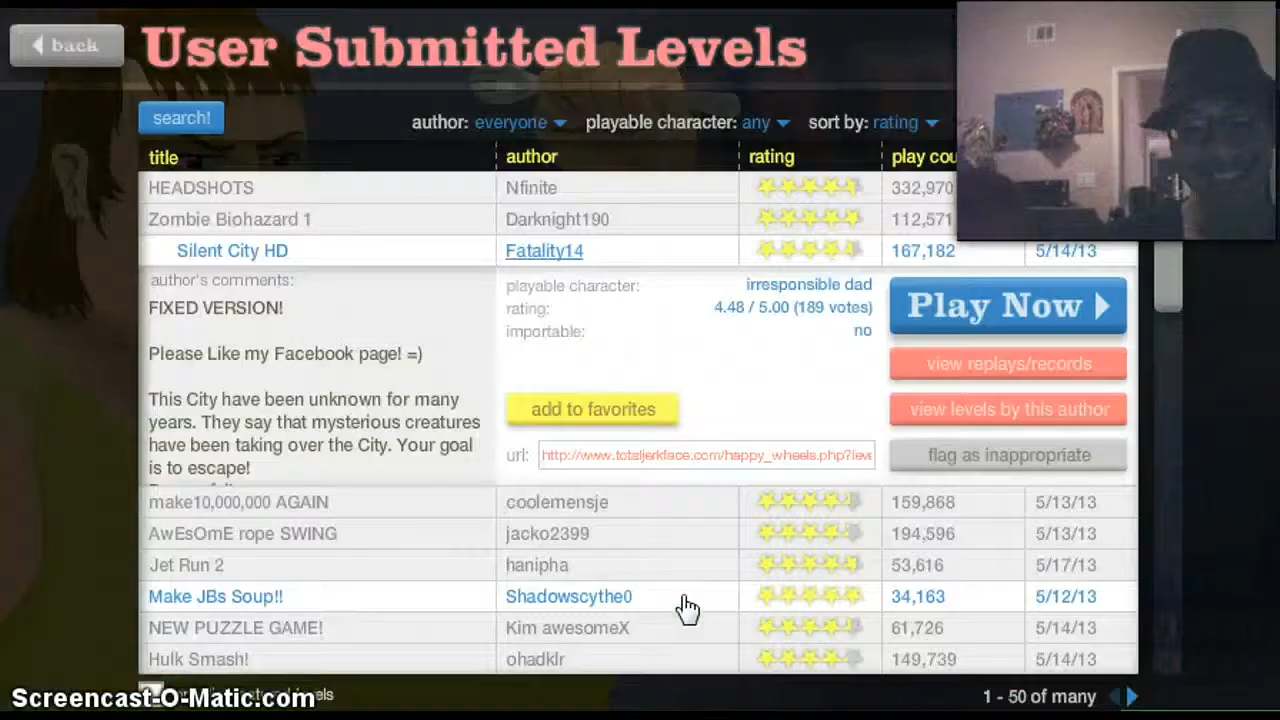 back
User Submitted Levels
search!
author: everyone playable character: any sort by: rating
title author rating play cou
HEADSHOTS Nfinite 332,970
Zombie Biohazard 1 Darknight190 112,571
Silent City HD Fatality14 167,182 5/14/13
author's comments:
FIXED VERSION!
Please Like my Facebook page! =)
This City have been unknown for many
years. They say that mysterious creatures
have been taking over the City. Your goal
is to escape!
playable character: irresponsible dad
rating: 4.48 / 5.00 (189 votes)
importable: no
add to favorites
url: http://www.totaljerkface.com/happy_wheels.php?leve
Play Now
view replays/records
view levels by this author
flag as inappropriate
make10,000,000 AGAIN coolemensje 159,868 5/13/13
AwEsOmE rope SWING jacko2399 194,596 5/13/13
Jet Run 2 hanipha 53,616 5/17/13
Make JBs Soup!! Shadowscythe0 34,163 5/12/13
NEW PUZZLE GAME! Kim awesomeX 61,726 5/14/13
Hulk Smash! ohadklr 149,739 5/14/13
Screencast-O-Matic.com
1 - 50 of many